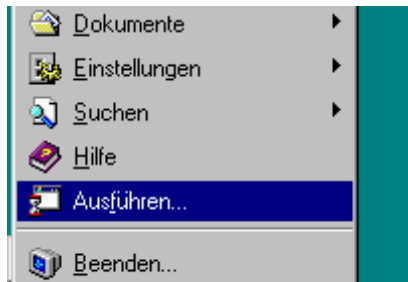 Dokumente
Einstellungen
Suchen
Hilfe
Ausführen...
Beenden...